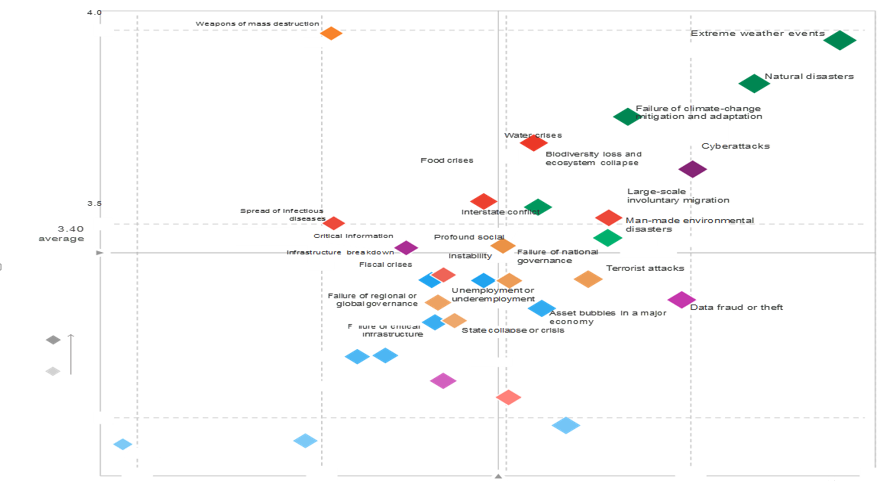 4.0
Weapons of mass destruction
Extreme weather events
Natural disasters
Failure of climate-change
mitigation and adaptation
Water crises
Cyberattacks
Biodiversity loss and
ecosystem collapse
Food crises
Large-scale
involuntary migration
3.5
Spread of infectious
diseases
Interstate conflict
Man-made environmental
disasters
3.40
average
Critical information
infrastructure breakdown
Profound social
instability
Failure of national
governance
Fiscal crises
Terrorist attacks
Unemployment or
underemployment
Failure of regional or
global governance
Data fraud or theft
Asset bubbles in a major
economy
F ilure of critical
infrastructure
State collapse or crisis